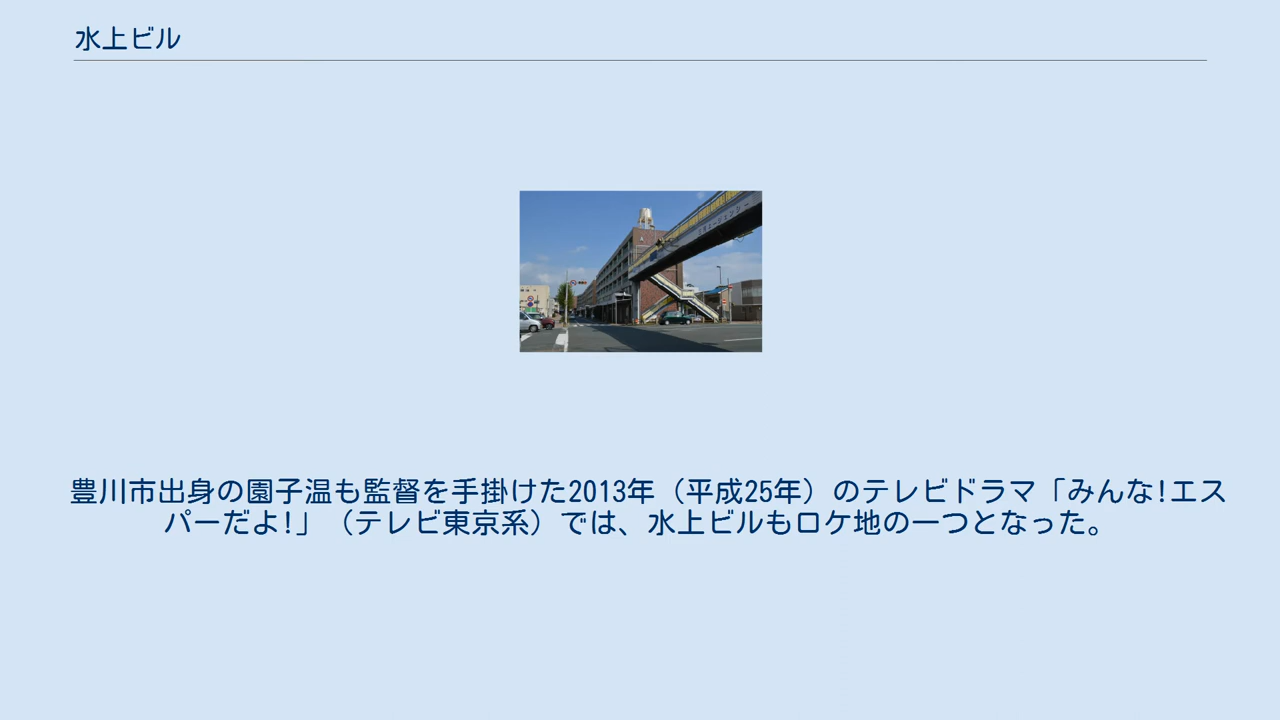 水上ビル
豊川市出身の園子温も監督を手掛けた2013年（平成25年）のテレビドラマ「みんな!エス
パーだよ!」（テレビ東京系）では、水上ビルもロケ地の一つとなった。